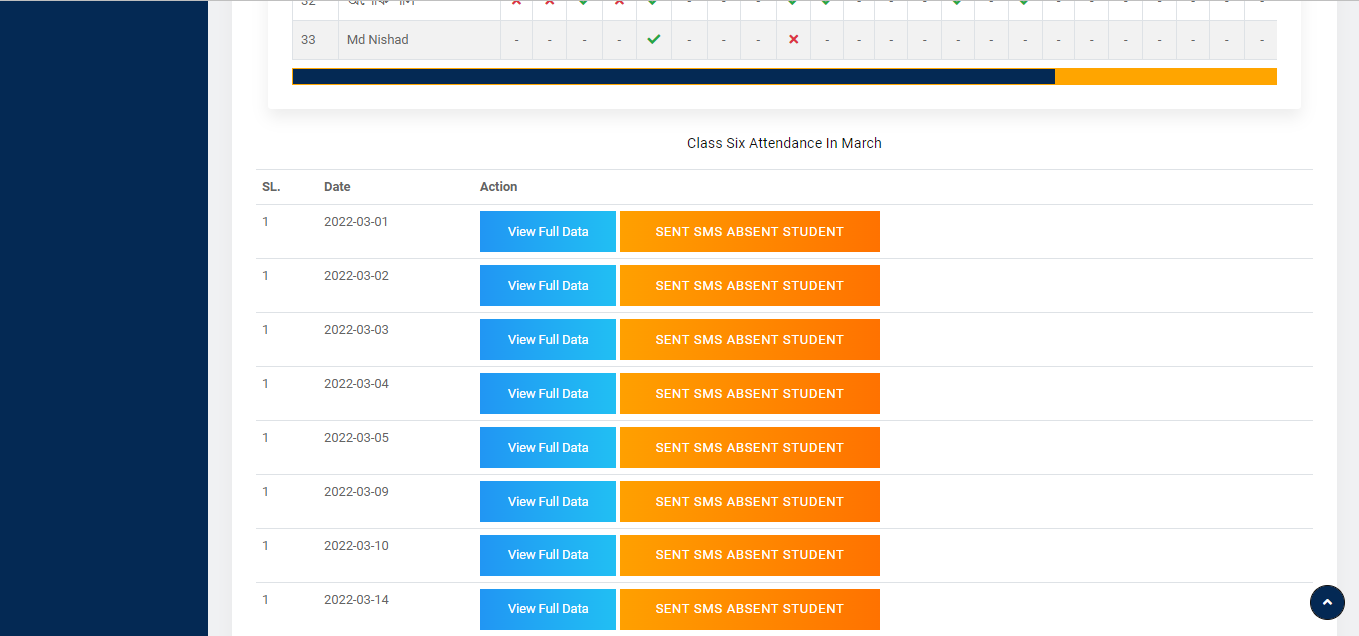 33 Md Nishad - - - - - - - - - - - - - - - - - - - - -
Class Six Attendance In March
SL. Date Action
1 2022-03-01 View Full Data SENT SMS ABSENT STUDENT
1 2022-03-02 View Full Data SENT SMS ABSENT STUDENT
1 2022-03-03 View Full Data SENT SMS ABSENT STUDENT
1 2022-03-04 View Full Data SENT SMS ABSENT STUDENT
1 2022-03-05 View Full Data SENT SMS ABSENT STUDENT
1 2022-03-09 View Full Data SENT SMS ABSENT STUDENT
1 2022-03-10 View Full Data SENT SMS ABSENT STUDENT
1 2022-03-14 View Full Data SENT SMS ABSENT STUDENT